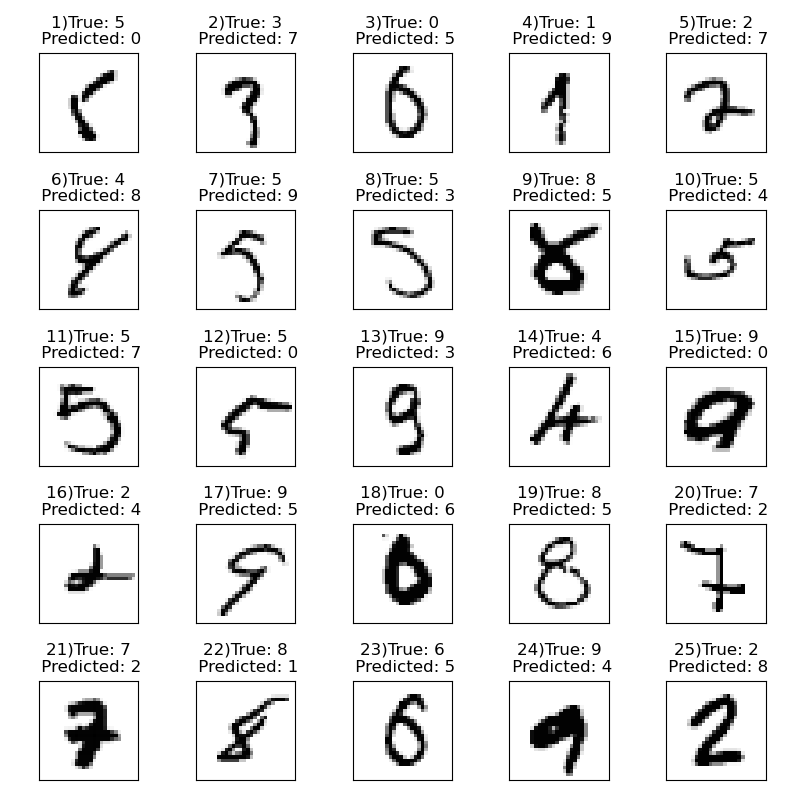 1)True: 5
Predicted: 0
2)True: 3
Predicted: 7
3)True: 0
Predicted: 5
4)True: 1
Predicted: 9
5)True: 2
Predicted: 7
6)True: 4
Predicted: 8
7)True: 5
Predicted: 9
8)True: 5
Predicted: 3
9)True: 8
Predicted: 5
10)True: 5
Predicted: 4
11)True: 5
Predicted: 7
12)True: 5
Predicted: 0
13)True: 9
Predicted: 3
14)True: 4
Predicted: 6
15)True: 9
Predicted: 0
16)True: 2
Predicted: 4
17)True: 9
Predicted: 5
18)True: 0
Predicted: 6
19)True: 8
Predicted: 5
20)True: 7
Predicted: 2
21)True: 7
Predicted: 2
22)True: 8
Predicted: 1
23)True: 6
Predicted: 5
24)True: 9
Predicted: 4
25)True: 2
Predicted: 8